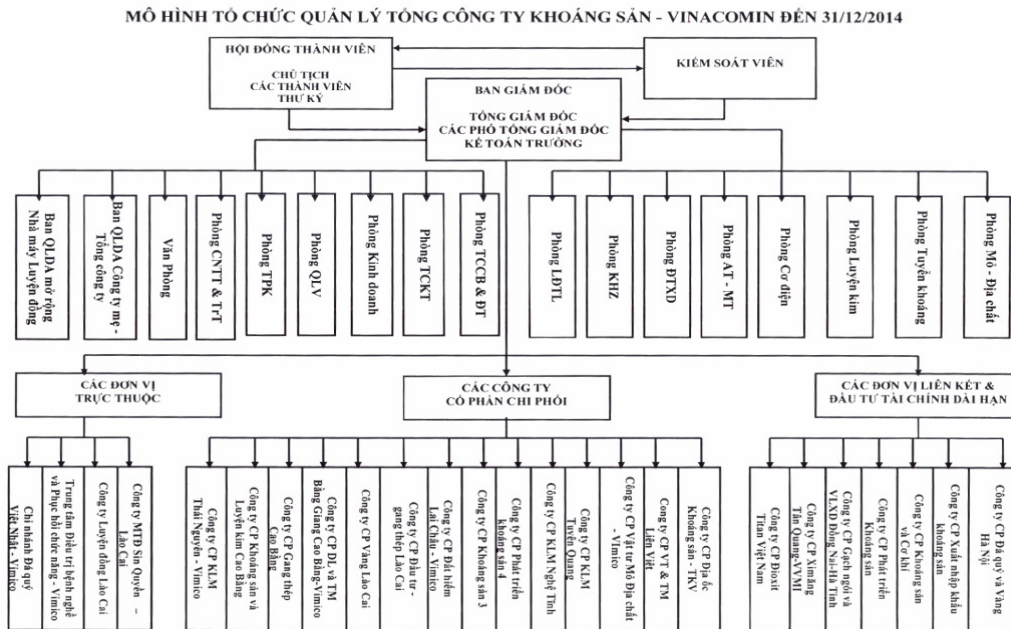 MÔ HÌNH TỔ CHỨC QUẢN LÝ TỔNG CÔNG TY KHOÁNG SẢN - VINACOMIN ĐẾN 31/12/2014
HỘI ĐỒNG THÀNH VIÊN
CHỦ TỊCH
CÁC THÀNH VIÊN
THƯ KÝ
KIỂM SOÁT VIÊN
BAN GIÁM ĐỐC
TỔNG GIÁM ĐỐC
CÁC PHÓ TỔNG GIÁM ĐỐC
KẾ TOÁN TRƯỞNG
Ban QLDA mở rộng
Nhà máy Luyện đồng
Ban QLDA Công ty mẹ -
Tổng công ty
Văn Phòng
Phòng CNTT & TrT
Phòng TPK
Phòng QLV
Phòng Kinh doanh
Phòng TCKT
Phòng TCCB & ĐT
Phòng LĐTL
Phòng KHZ
Phòng ĐTXD
Phòng AT - MT
Phòng Cơ điện
Phòng Luyện kim
Phòng Tuyển khoáng
Phòng Mỏ - Địa chất
CÁC ĐƠN VỊ
TRỰC THUỘC
CÁC CÔNG TY
CỔ PHẦN CHI PHỐI
CÁC ĐƠN VỊ LIÊN KẾT &
ĐẦU TƯ TÀI CHÍNH DÀI HẠN
Chi nhánh Đá quý
Việt Nhật - Vimico
Trung tâm Điều trị bệnh nghề
và Phục hồi chức năng - Vimico
Công ty Luyện đồng Lào Cai
Công ty MTĐ Sin Quyền –
Lào Cai
Công ty CP KLM
Thái Nguyên - Vimico
Công ty CP Khoáng sản và
Luyện kim Cao Bằng
Công ty CP Gang thép
Cao Bằng
Công ty CP DL và TM
Bằng Giang Cao Bằng-Vimico
Công ty CP Vàng Lào Cai
Công ty CP Đầu tư -
gang thép Lào Cai
Công ty CP Đất hiếm
Lai Châu - Vimico
Công ty CP Khoáng sản 3
Công ty CP Phát triển
khoáng sản 4
Công ty CP KLM Nghệ Tĩnh
Công ty CP KLM
Tuyên Quang
Công ty CP Vật tư-Mỏ Địa chất
- VImico
Công ty CP VT & TM
Liên Việt
Công ty CP Địa ốc
Khoáng sản - TKV
Công ty CP Đioxit
Titan Việt Nam
Công ty CP Ximăng
Tân Quang-VVMI
Công ty CP Gạch ngói và
VLXD Đồng Nai-Hà Tĩnh
Công ty CP Phát triển
Khoáng sản
Công ty CP Khoáng sản
và Cơ khí
Công ty CP Xuất nhập khẩu
khoáng sản
Công ty CP Đá quý và Vàng
Hà Nội